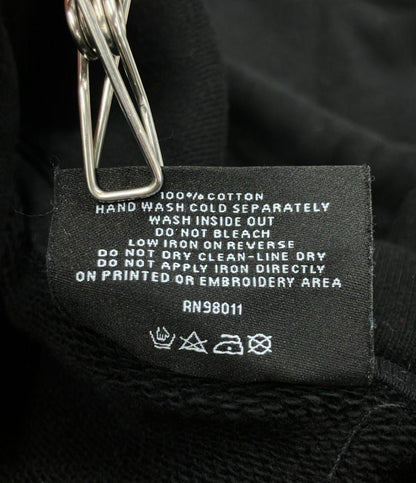 100% COTTON
HAND WASH COLD SEPARATELY
WASH INSIDE OUT
DO NOT BLEACH
LOW IRON ON REVERSE
DO NOT DRY CLEAN-LINE DRY
DO NOT APPLY IRON DIRECTLY
ON PRINTED OR EMBROIDERY AREA
RN98011